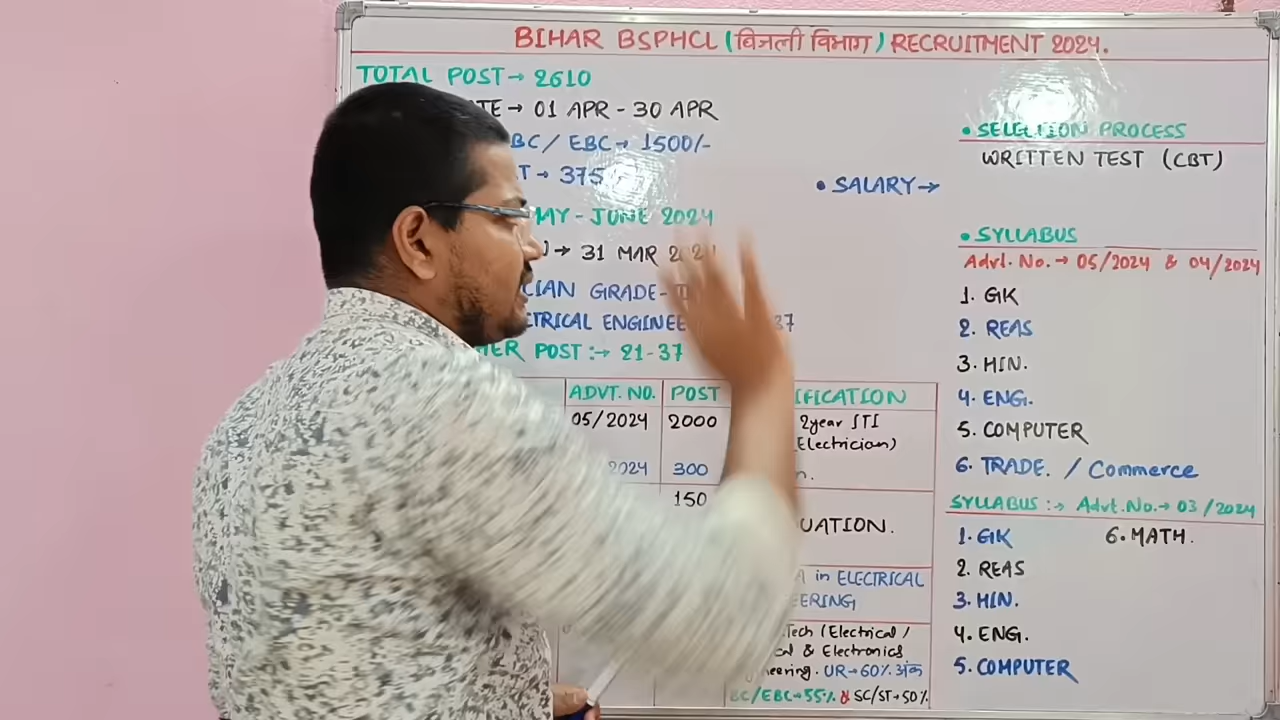 BIHAR BSPHCL (बिजली विभाग) RECRUITMENT 2024.
TOTAL POST → 2610
TE → 01 APR - 30 APR
BC / EBC → 1500/-
T → 375
MAY - JUNE 2024
) → 31 MAR 2024
CIAN GRADE-
CTRICAL ENGINEE 37
HER POST :→ 21-37
ADVT. NO. POST IFICATION
05/2024 2000 2year ITI
Electrician)
2024 300 n.
150
UATION.
A in ELECTRICAL
EERING
Tech (Electrical /
cal & Electronics
neering. UR→60% अंक
BC/EBC→55% & SC/ST→50%
• SALARY →
• SELECTION PROCESS
WRITTEN TEST (CBT)
• SYLLABUS
Advt. No. → 05/2024 & 04/2024
1. GK
2. REAS
3. HIN.
4. ENG.
5. COMPUTER
6. TRADE. / Commerce
SYLLABUS :→ Advt. No. → 03/2024
1. GK 6. MATH.
2. REAS
3. HIN.
4. ENG.
5. COMPUTER